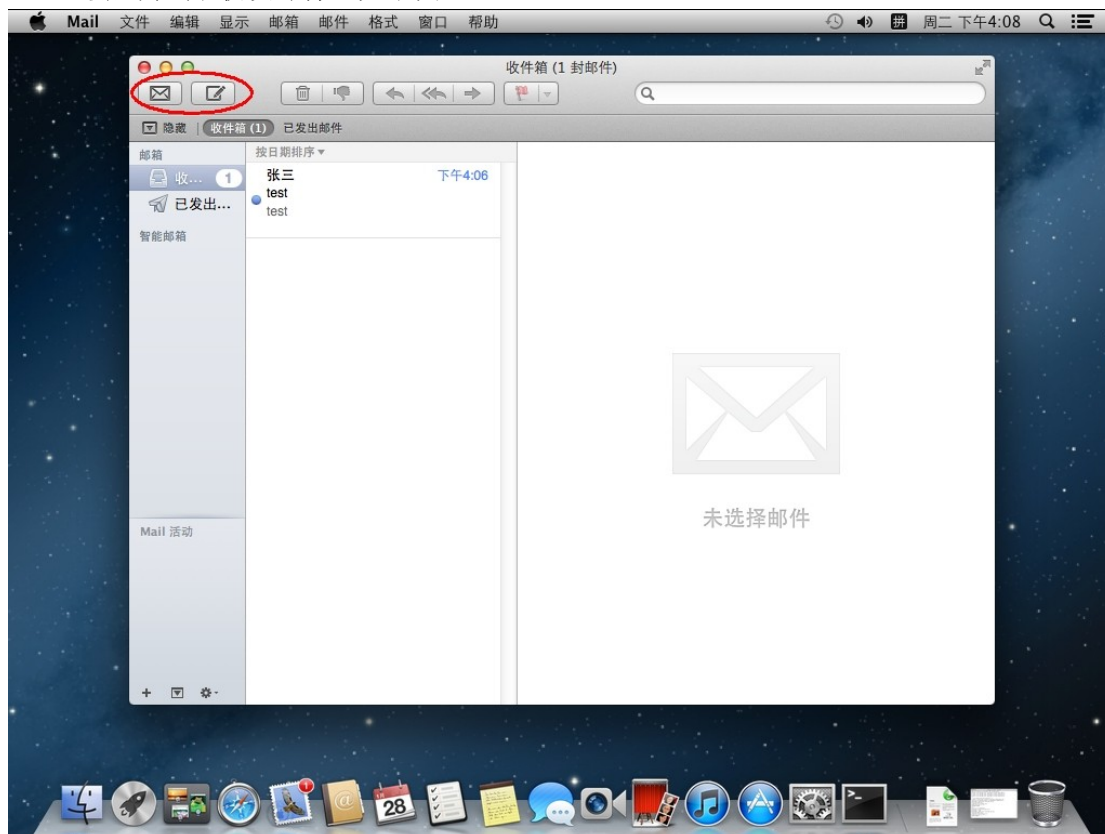 Mail 文件 编辑 显示 邮箱 邮件 格式 窗口 帮助 拼 周二 下午4:08
收件箱 (1 封邮件)
隐藏 收件箱 (1) 已发出邮件
邮箱
收... 1
已发出...
智能邮箱
按日期排序
张三 下午4:06
test
test
未选择邮件
Mail 活动
1
28